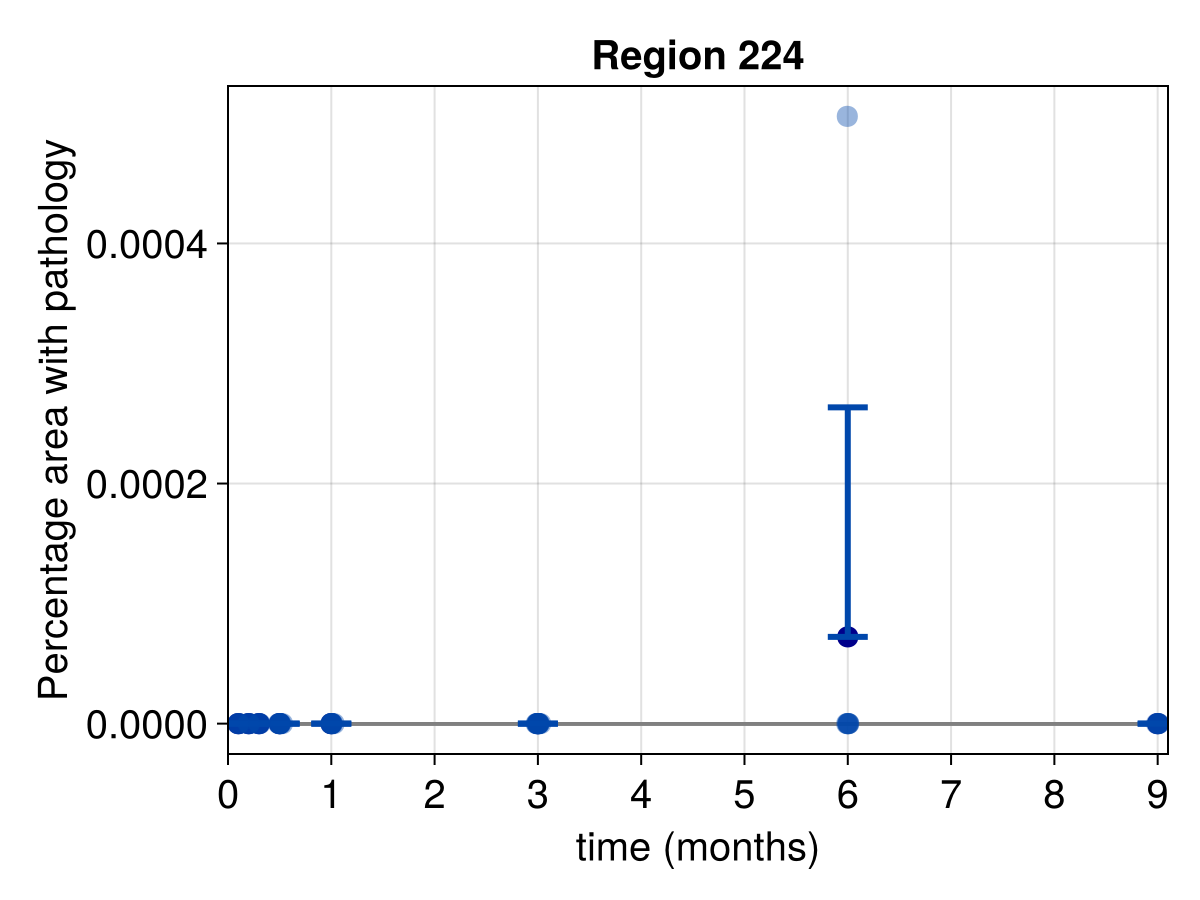 Region 224
Percentage area with pathology
0.0004
0.0002
0.0000
0 1 2 3 4 5 6 7 8 9
time (months)